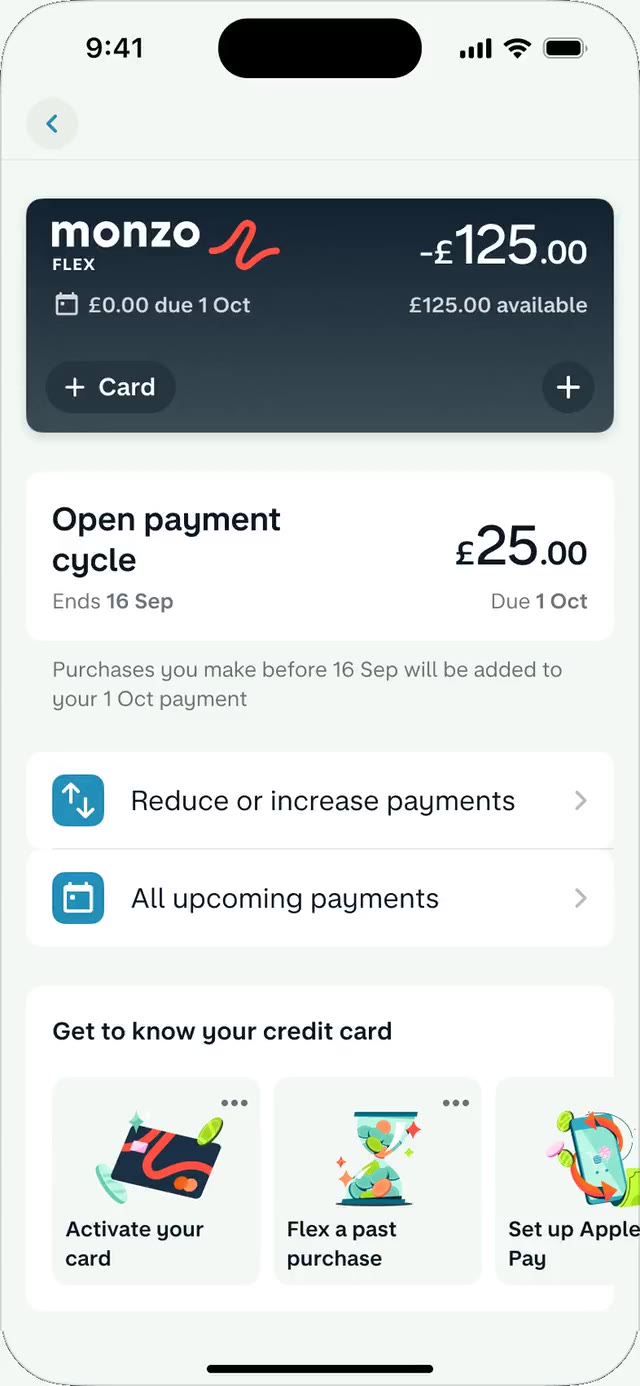 9:41
monzo
FLEX
-£125.00
£0.00 due 1 Oct
£125.00 available
+ Card
+
Open payment
cycle
£25.00
Ends 16 Sep
Due 1 Oct
Purchases you make before 16 Sep will be added to
your 1 Oct payment
Reduce or increase payments
All upcoming payments
Get to know your credit card
Activate your
card
Flex a past
purchase
Set up Apple
Pay